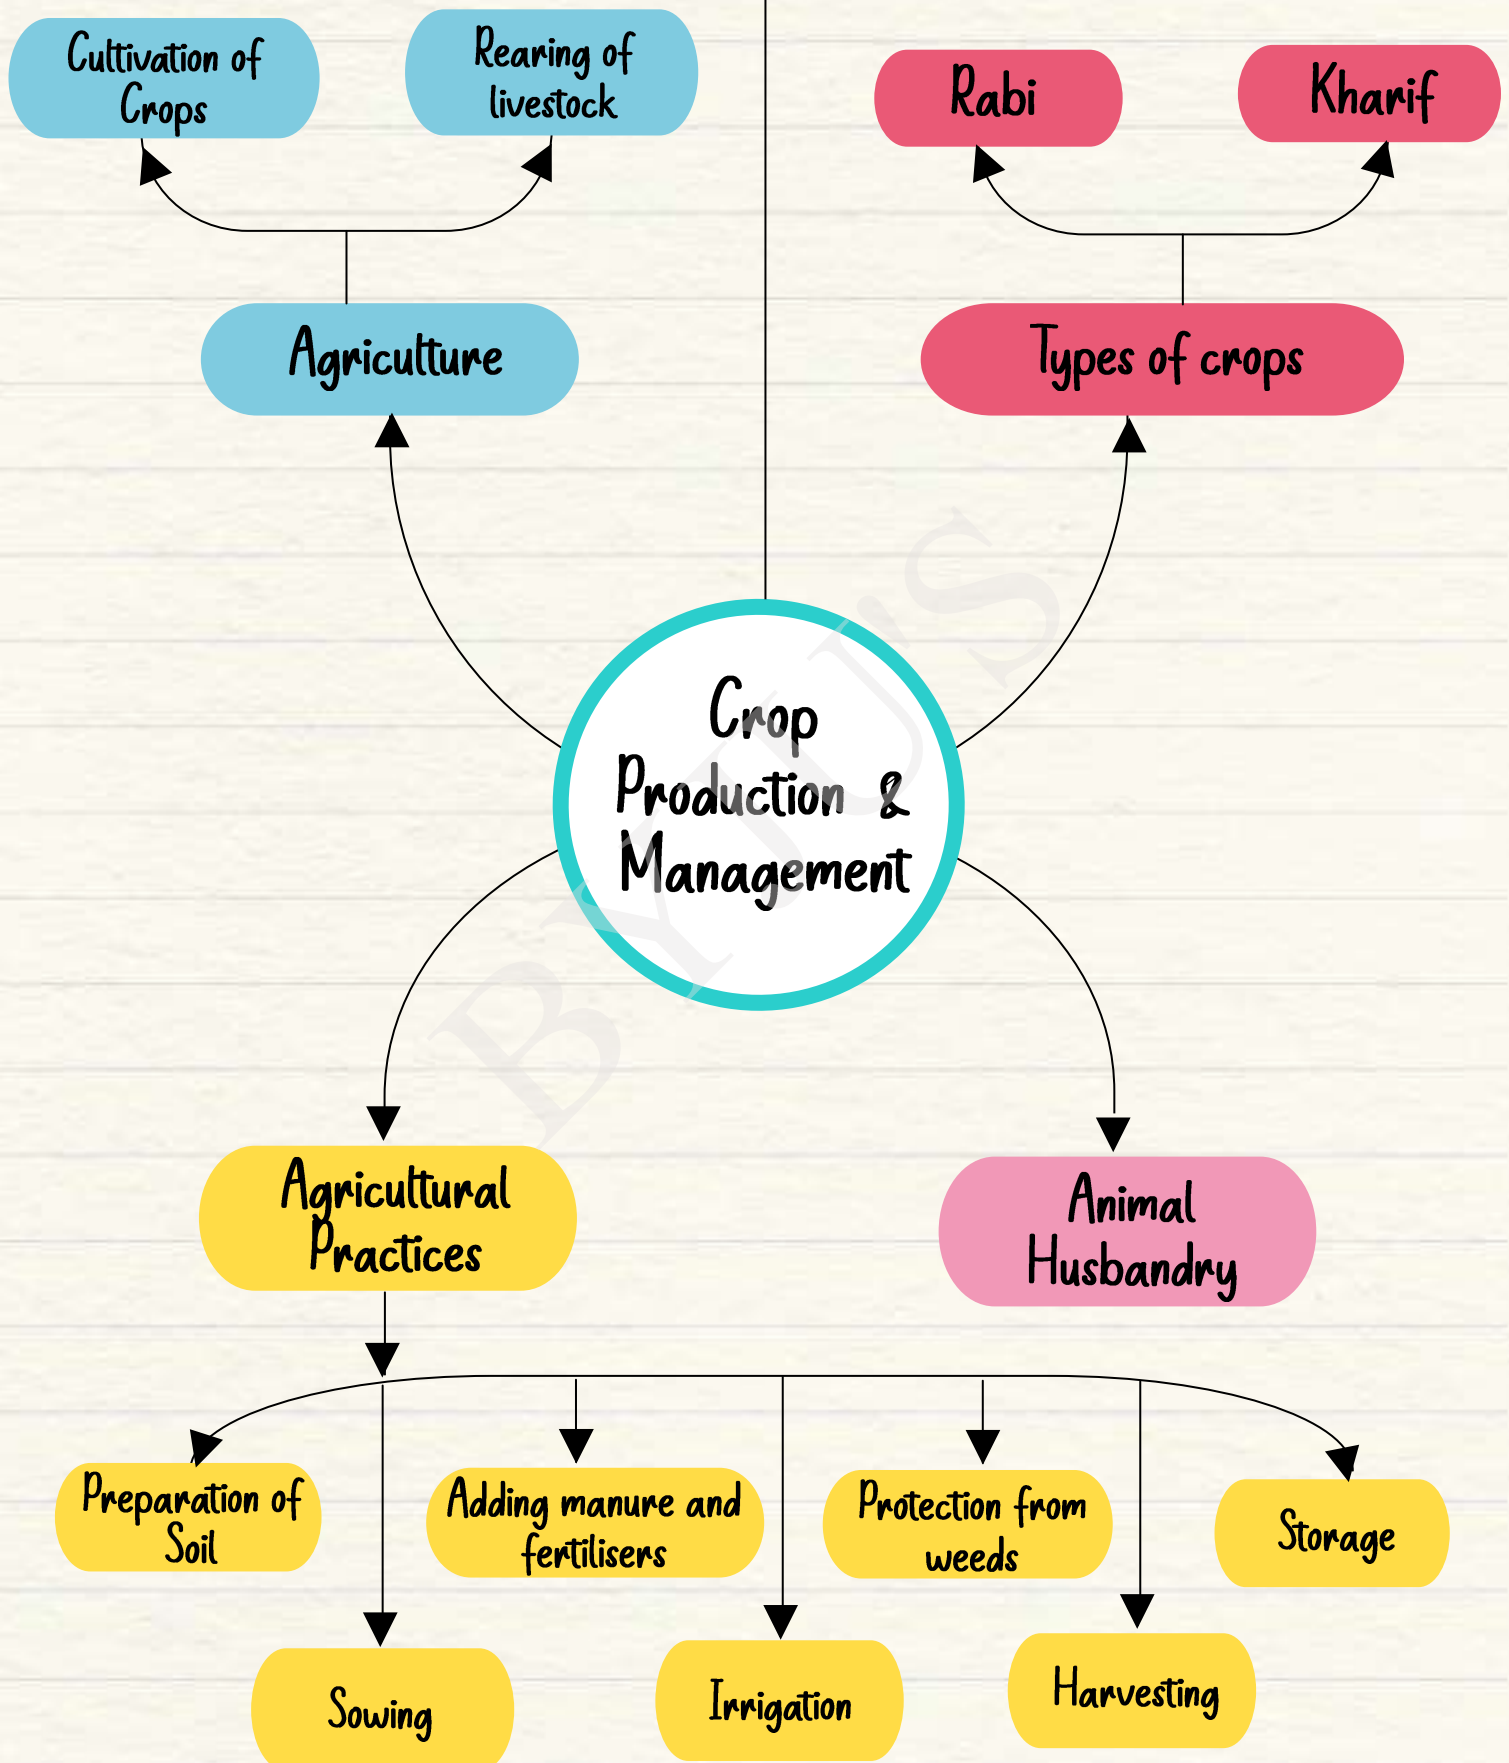 Cultivation of
Crops
Rearing of
livestock
Rabi
Kharif
Agriculture
Types of crops
Crop
Production &
Management
BYJU'S
Agricultural
Practices
Animal
Husbandry
Preparation of
Soil
Adding manure and
fertilisers
Protection from
weeds
Storage
Sowing
Irrigation
Harvesting